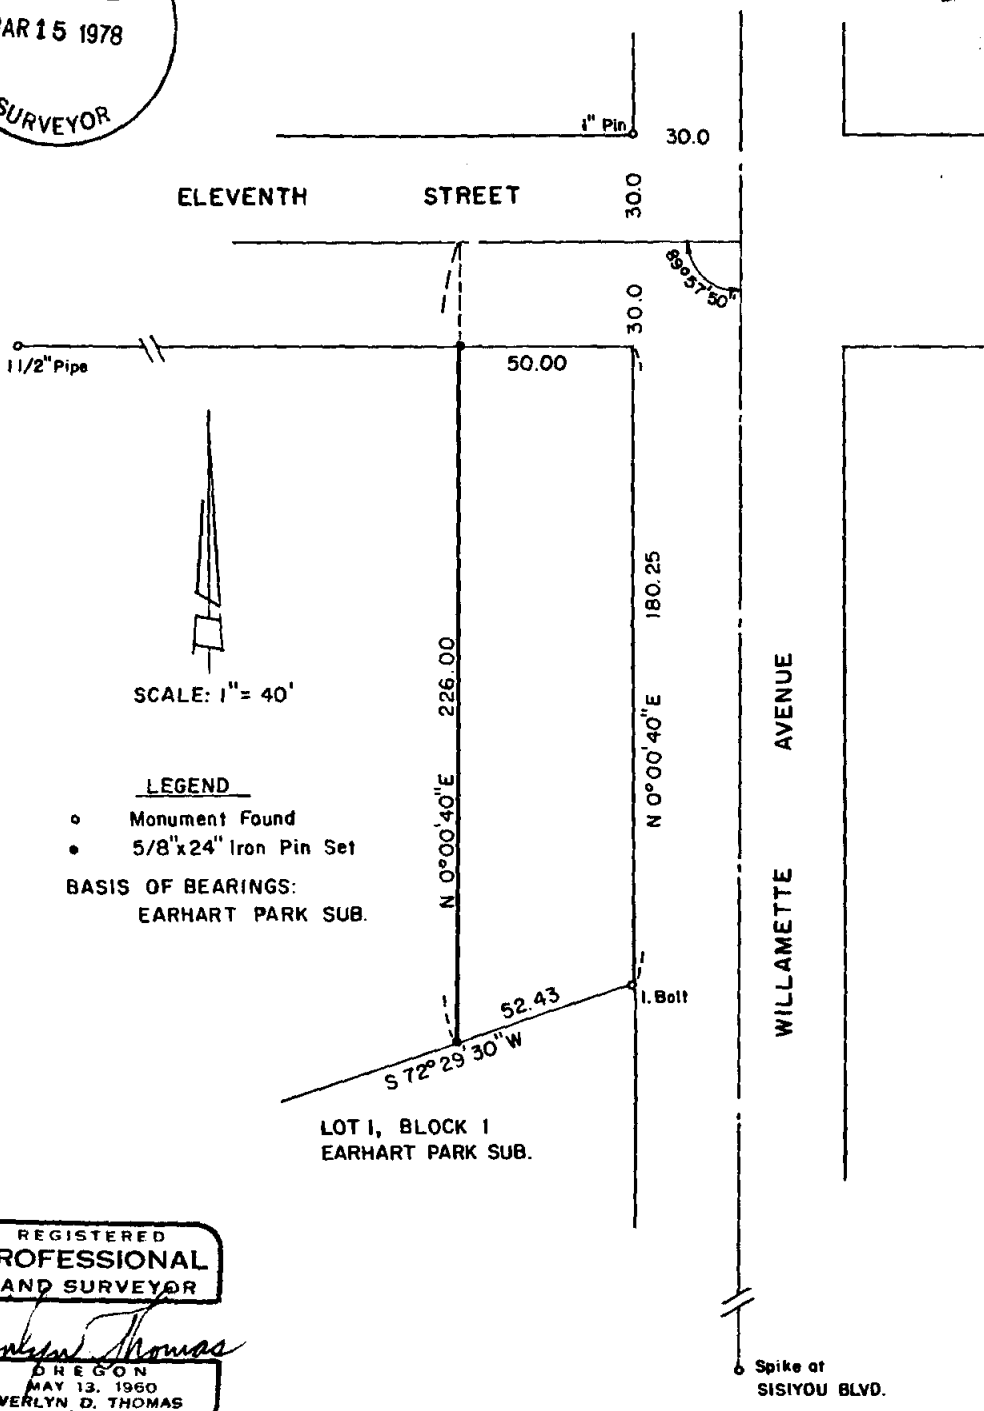 MAR 15 1978
SURVEYOR
1" Pin
30.0
ELEVENTH STREET
30.0
89°57'50"
30.0
1 1/2" Pipe
50.00
180.25
N 0°00'40"E
226.00
N 0°00'40"E
SCALE: 1"= 40'
AVENUE
WILLAMETTE
LEGEND
Monument Found
5/8"x24" Iron Pin Set
BASIS OF BEARINGS:
EARHART PARK SUB.
52.43
I. Bolt
S 72°29'30"W
LOT 1, BLOCK 1
EARHART PARK SUB.
REGISTERED
ROFESSIONAL
AND SURVEYOR
Thomas
OREGON
MAY 13, 1960
VERLYN D. THOMAS
Spike at
SISIYOU BLVD.